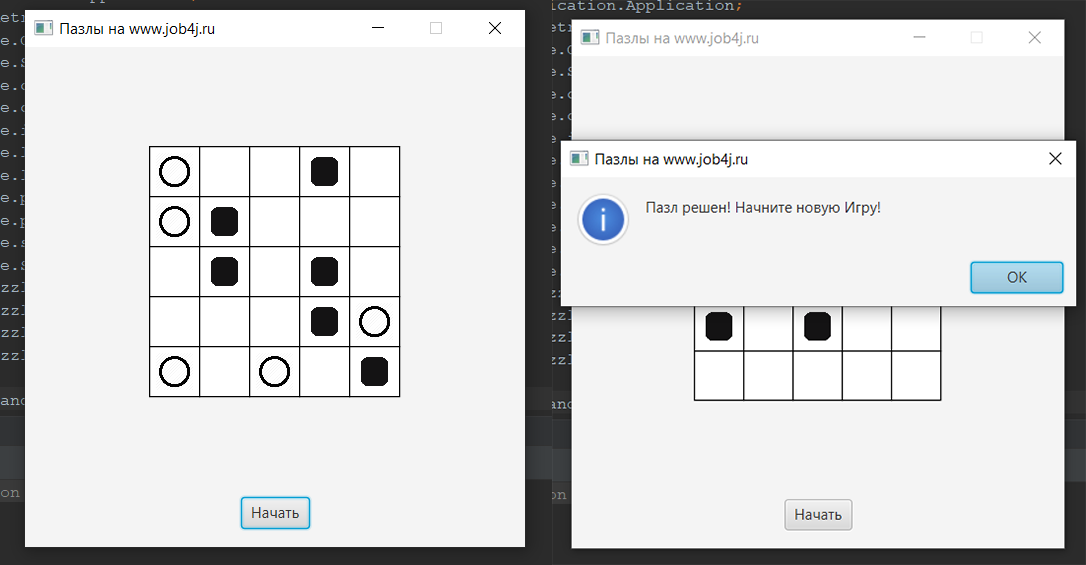 Пазлы на www.job4j.ru
Начать
ication.Application;
Пазлы на www.job4j.ru
Пазлы на www.job4j.ru
Пазл решен! Начните новую Игру!
OK
Начать